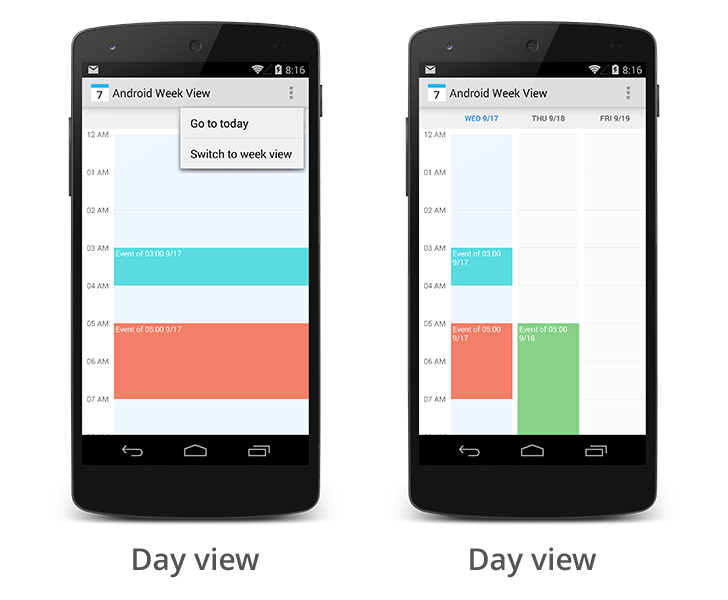 8:16
7 Android Week View
Go to today
Switch to week view
12 AM
01 AM
02 AM
03 AM
Event of 03:00 9/17
04 AM
05 AM
Event of 05:00 9/17
06 AM
07 AM
Day view
8:16
7 Android Week View
WED 9/17 THU 9/18 FRI 9/19
12 AM
01 AM
02 AM
03 AM
Event of 03:00
9/17
04 AM
05 AM
Event of 05:00
9/17
Event of 05:00
9/18
06 AM
07 AM
Day view